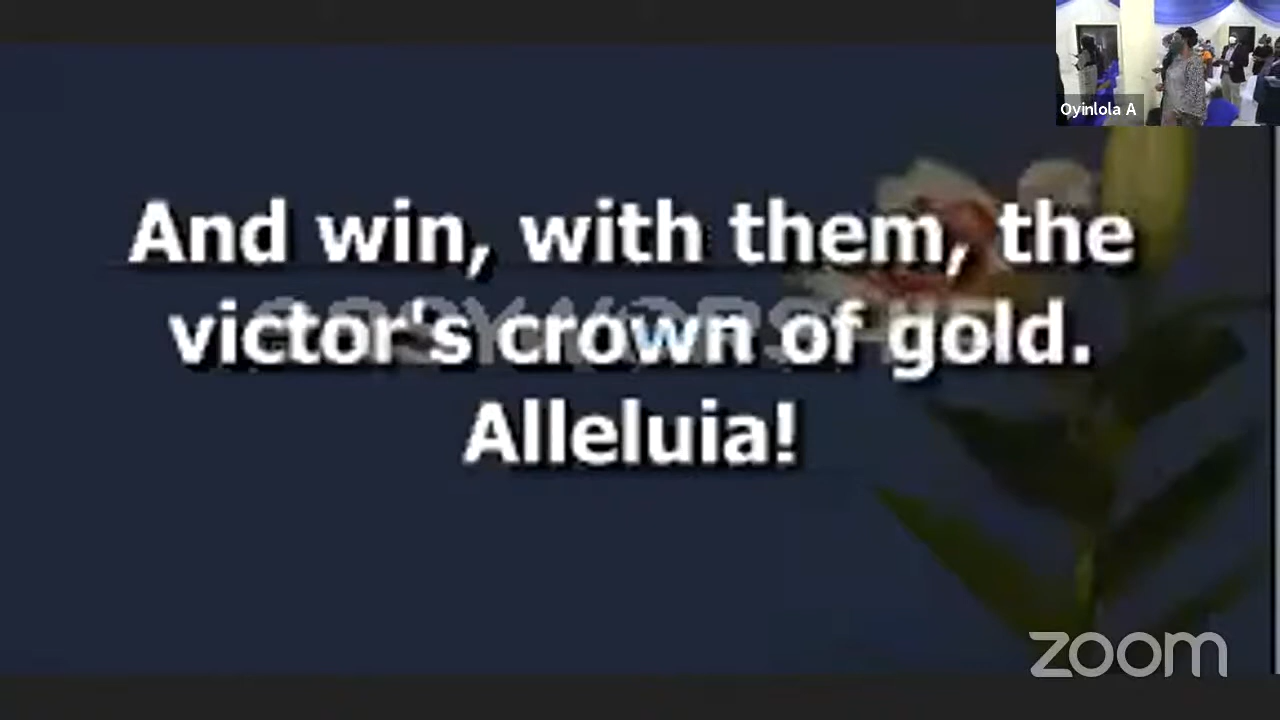 Oyinlola A
And win, with them, the
victor's crown of gold.
Alleluia!
zoom